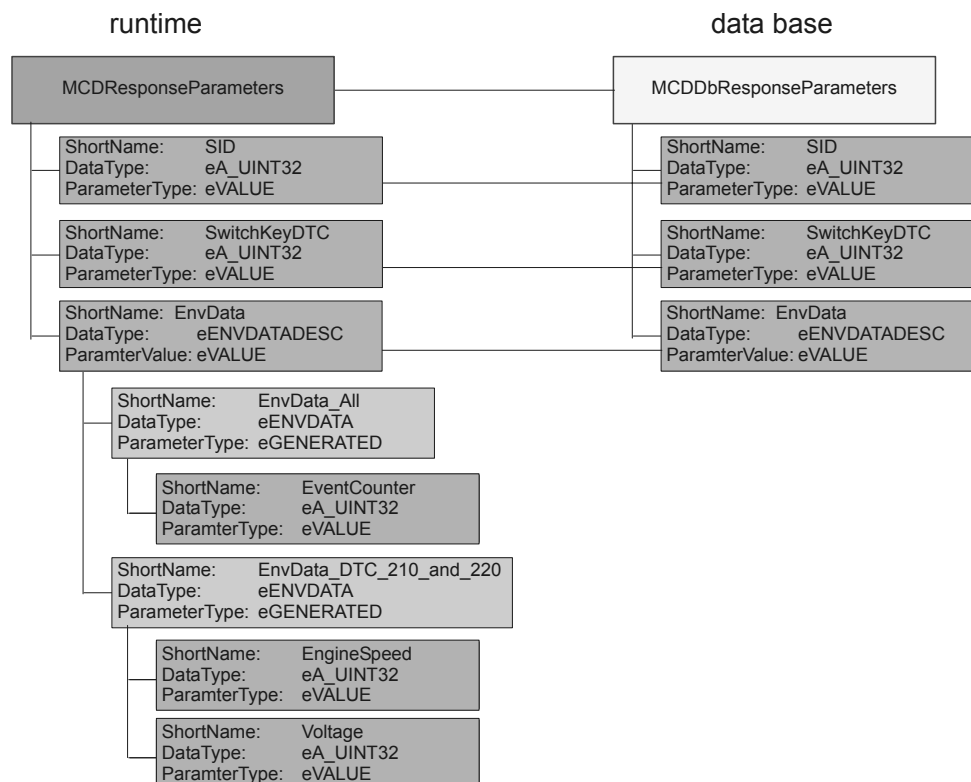 runtime
data base
MCDResponseParameters
MCDDbResponseParameters
ShortName: SID
DataType: eA_UINT32
ParameterType: eVALUE
ShortName: SID
DataType: eA_UINT32
ParameterType: eVALUE
ShortName: SwitchKeyDTC
DataType: eA_UINT32
ParameterType: eVALUE
ShortName: SwitchKeyDTC
DataType: eA_UINT32
ParameterType: eVALUE
ShortName: EnvData
DataType: eENVDATADESC
ParamterValue: eVALUE
ShortName: EnvData
DataType: eENVDATADESC
ParamterValue: eVALUE
ShortName: EnvData_All
DataType: eENVDATA
ParameterType: eGENERATED
ShortName: EventCounter
DataType: eA_UINT32
ParamterType: eVALUE
ShortName: EnvData_DTC_210_and_220
DataType: eENVDATA
ParameterType: eGENERATED
ShortName: EngineSpeed
DataType: eA_UINT32
ParamterType: eVALUE
ShortName: Voltage
DataType: eA_UINT32
ParamterType: eVALUE